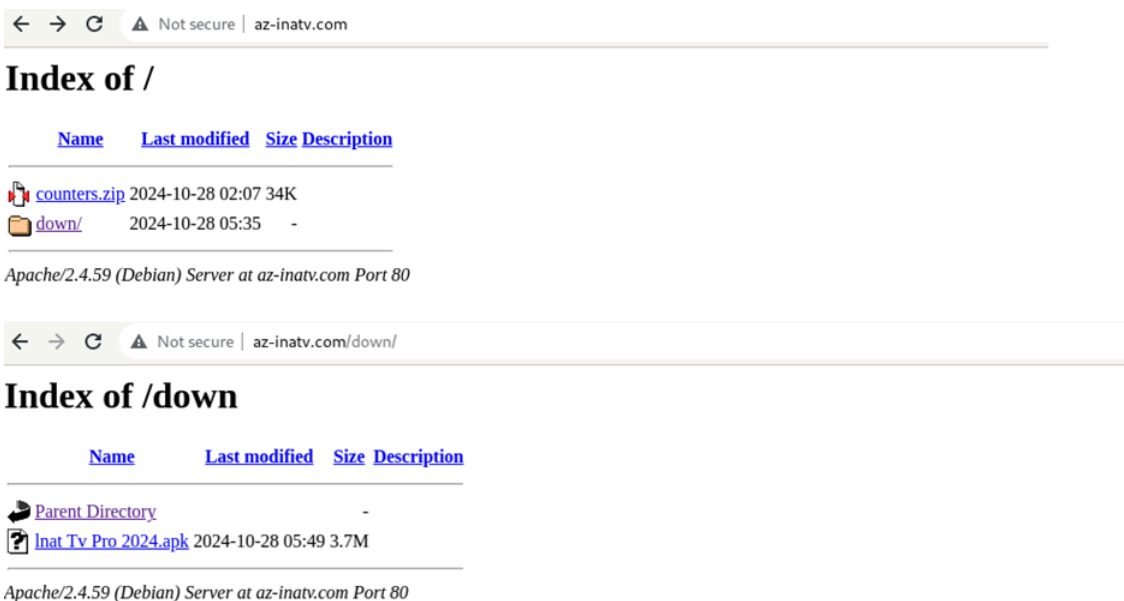 Not secure | az-inatv.com
Index of /
Name Last modified Size Description
counters.zip 2024-10-28 02:07 34K
down/ 2024-10-28 05:35 -
Apache/2.4.59 (Debian) Server at az-inatv.com Port 80
Not secure | az-inatv.com/down/
Index of /down
Name Last modified Size Description
Parent Directory -
lnat Tv Pro 2024.apk 2024-10-28 05:49 3.7M
Apache/2.4.59 (Debian) Server at az-inatv.com Port 80